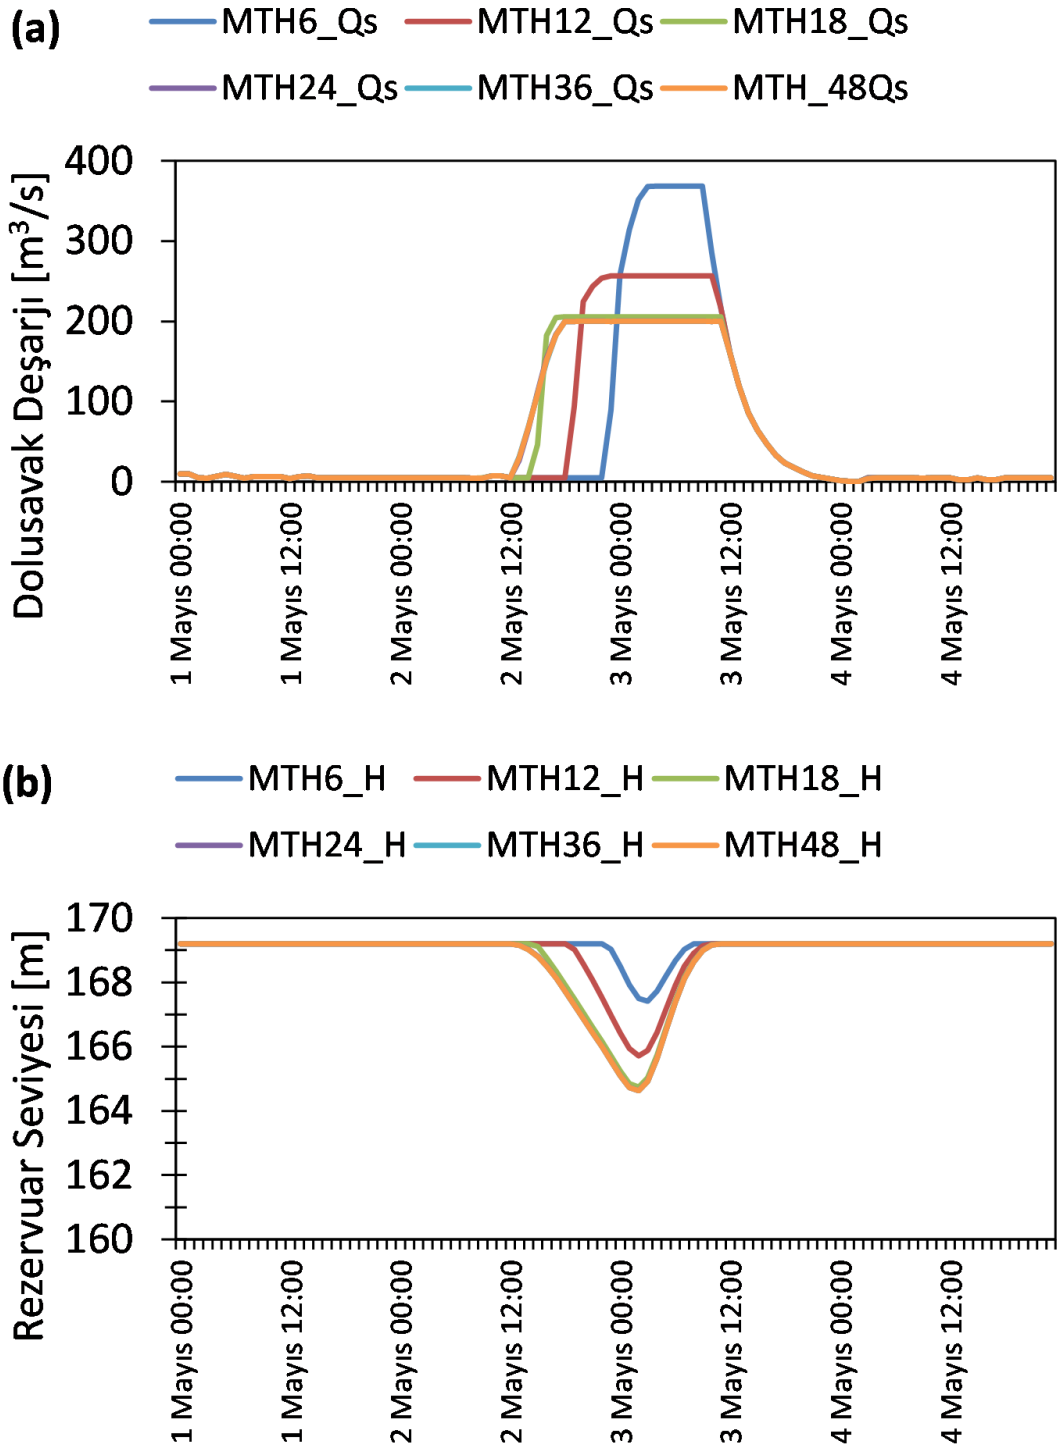 (a)
MTH6_Qs MTH12_Qs MTH18_Qs
MTH24_Qs MTH36_Qs MTH_48Qs
Dolusavak Deşarjı [m³/s]
400
300
200
100
0
1 Mayıs 00:00
1 Mayıs 12:00
2 Mayıs 00:00
2 Mayıs 12:00
3 Mayıs 00:00
3 Mayıs 12:00
4 Mayıs 00:00
4 Mayıs 12:00
(b)
MTH6_H MTH12_H MTH18_H
MTH24_H MTH36_H MTH48_H
Rezervuar Seviyesi [m]
170
168
166
164
162
160
1 Mayıs 00:00
1 Mayıs 12:00
2 Mayıs 00:00
2 Mayıs 12:00
3 Mayıs 00:00
3 Mayıs 12:00
4 Mayıs 00:00
4 Mayıs 12:00